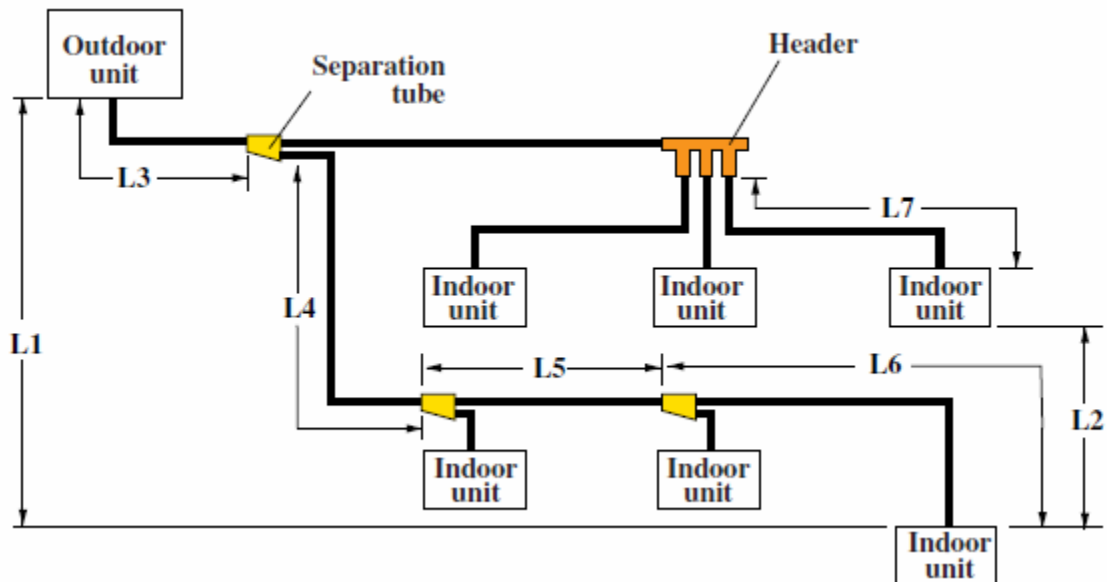 Outdoor
unit
Separation
tube
Header
L3
L7
Indoor
unit
Indoor
unit
Indoor
unit
L4
L1
L5
L6
L2
Indoor
unit
Indoor
unit
Indoor
unit